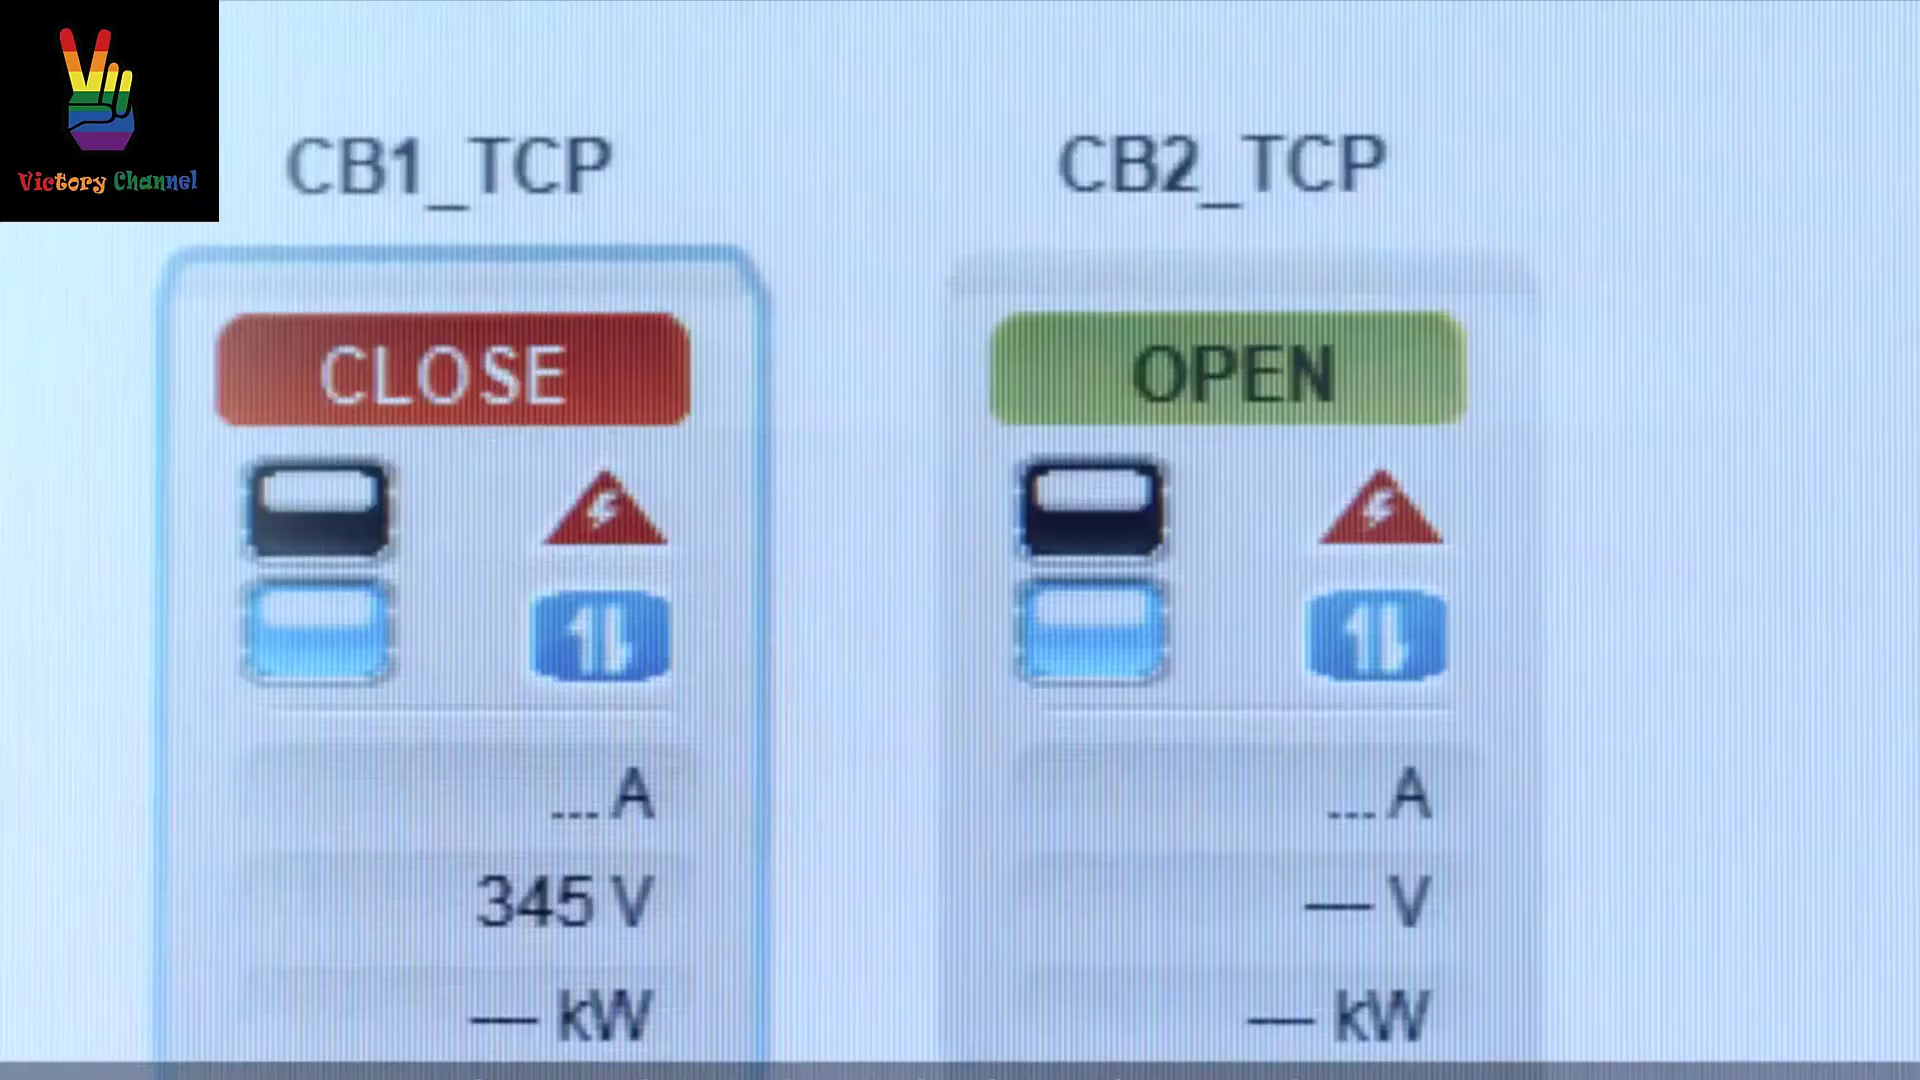 Victory Channel
CB1_TCP
CB2_TCP
CLOSE
OPEN
... A
... A
345 V
— V
— kW
— kW